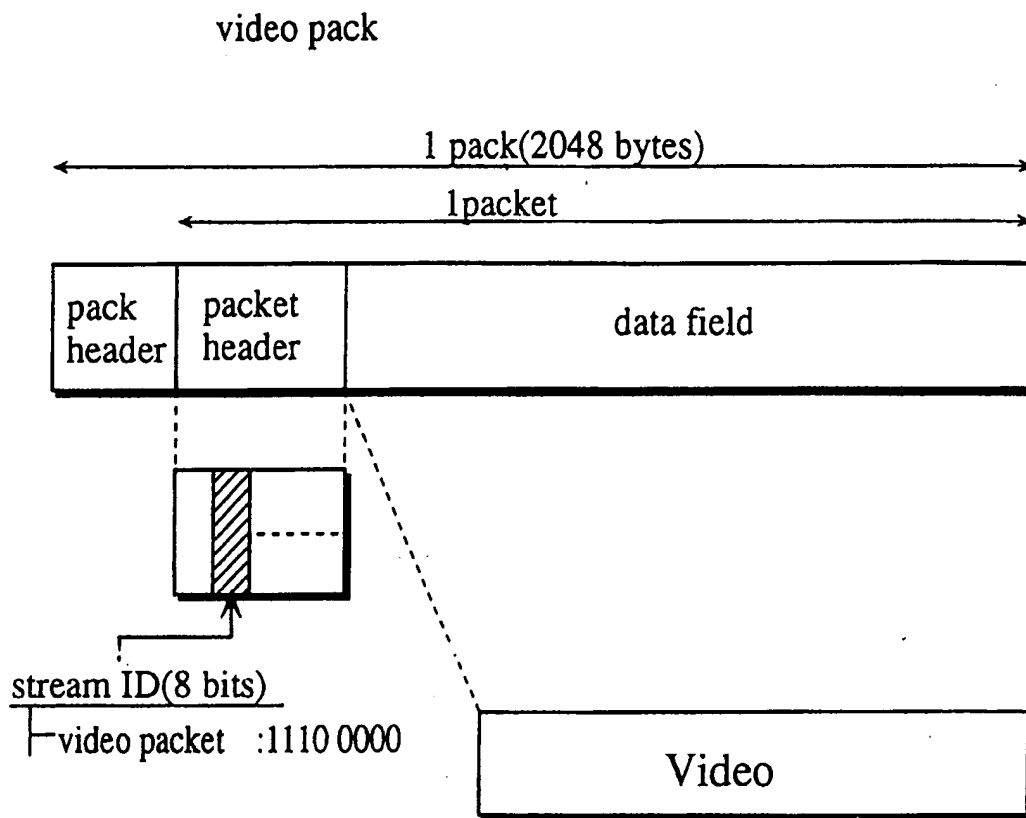 video pack
1 pack(2048 bytes)
1packet
pack
header
packet
header
data field
stream ID(8 bits)
video packet :1110 0000
Video